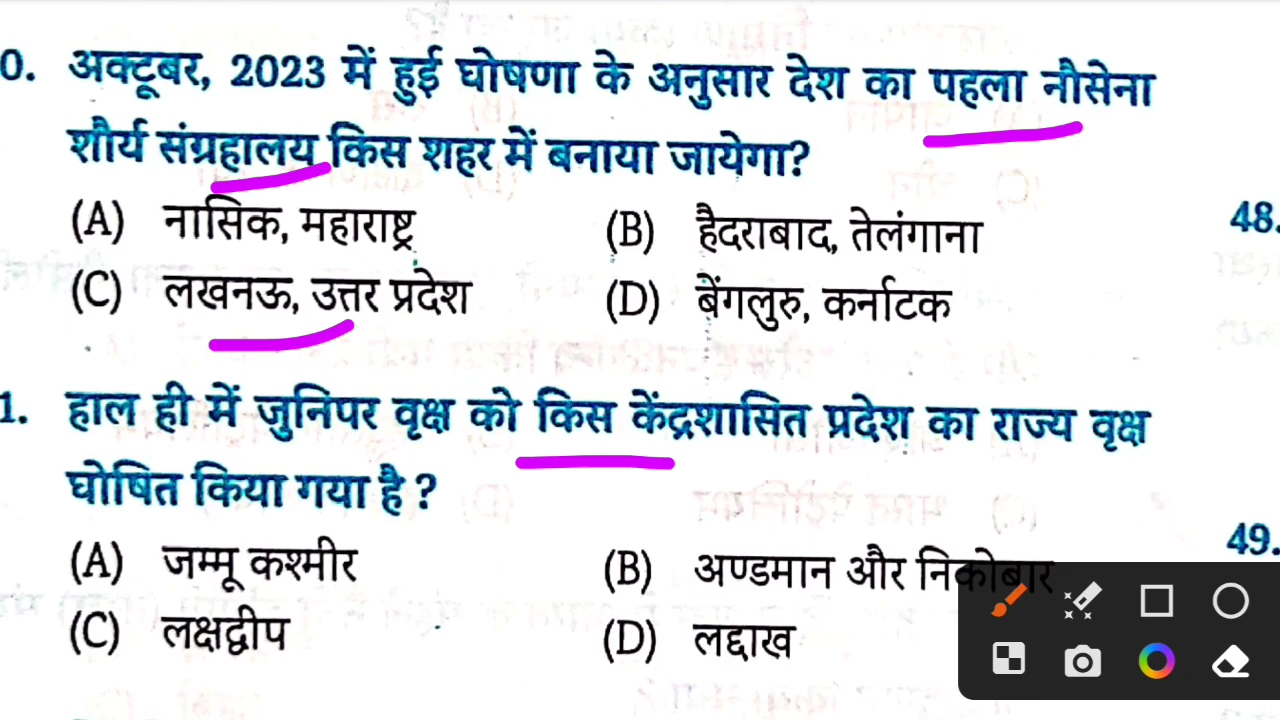 0. अक्टूबर, 2023 में हुई घोषणा के अनुसार देश का पहला नौसेना
शौर्य संग्रहालय किस शहर में बनाया जायेगा?
(A) नासिक, महाराष्ट्र (B) हैदराबाद, तेलंगाना
(C) लखनऊ, उत्तर प्रदेश (D) बेंगलुरु, कर्नाटक
1. हाल ही में जुनिपर वृक्ष को किस केंद्रशासित प्रदेश का राज्य वृक्ष
घोषित किया गया है ?
(A) जम्मू कश्मीर (B) अण्डमान और निकोबार
(C) लक्षद्वीप (D) लद्दाख
48.
49.